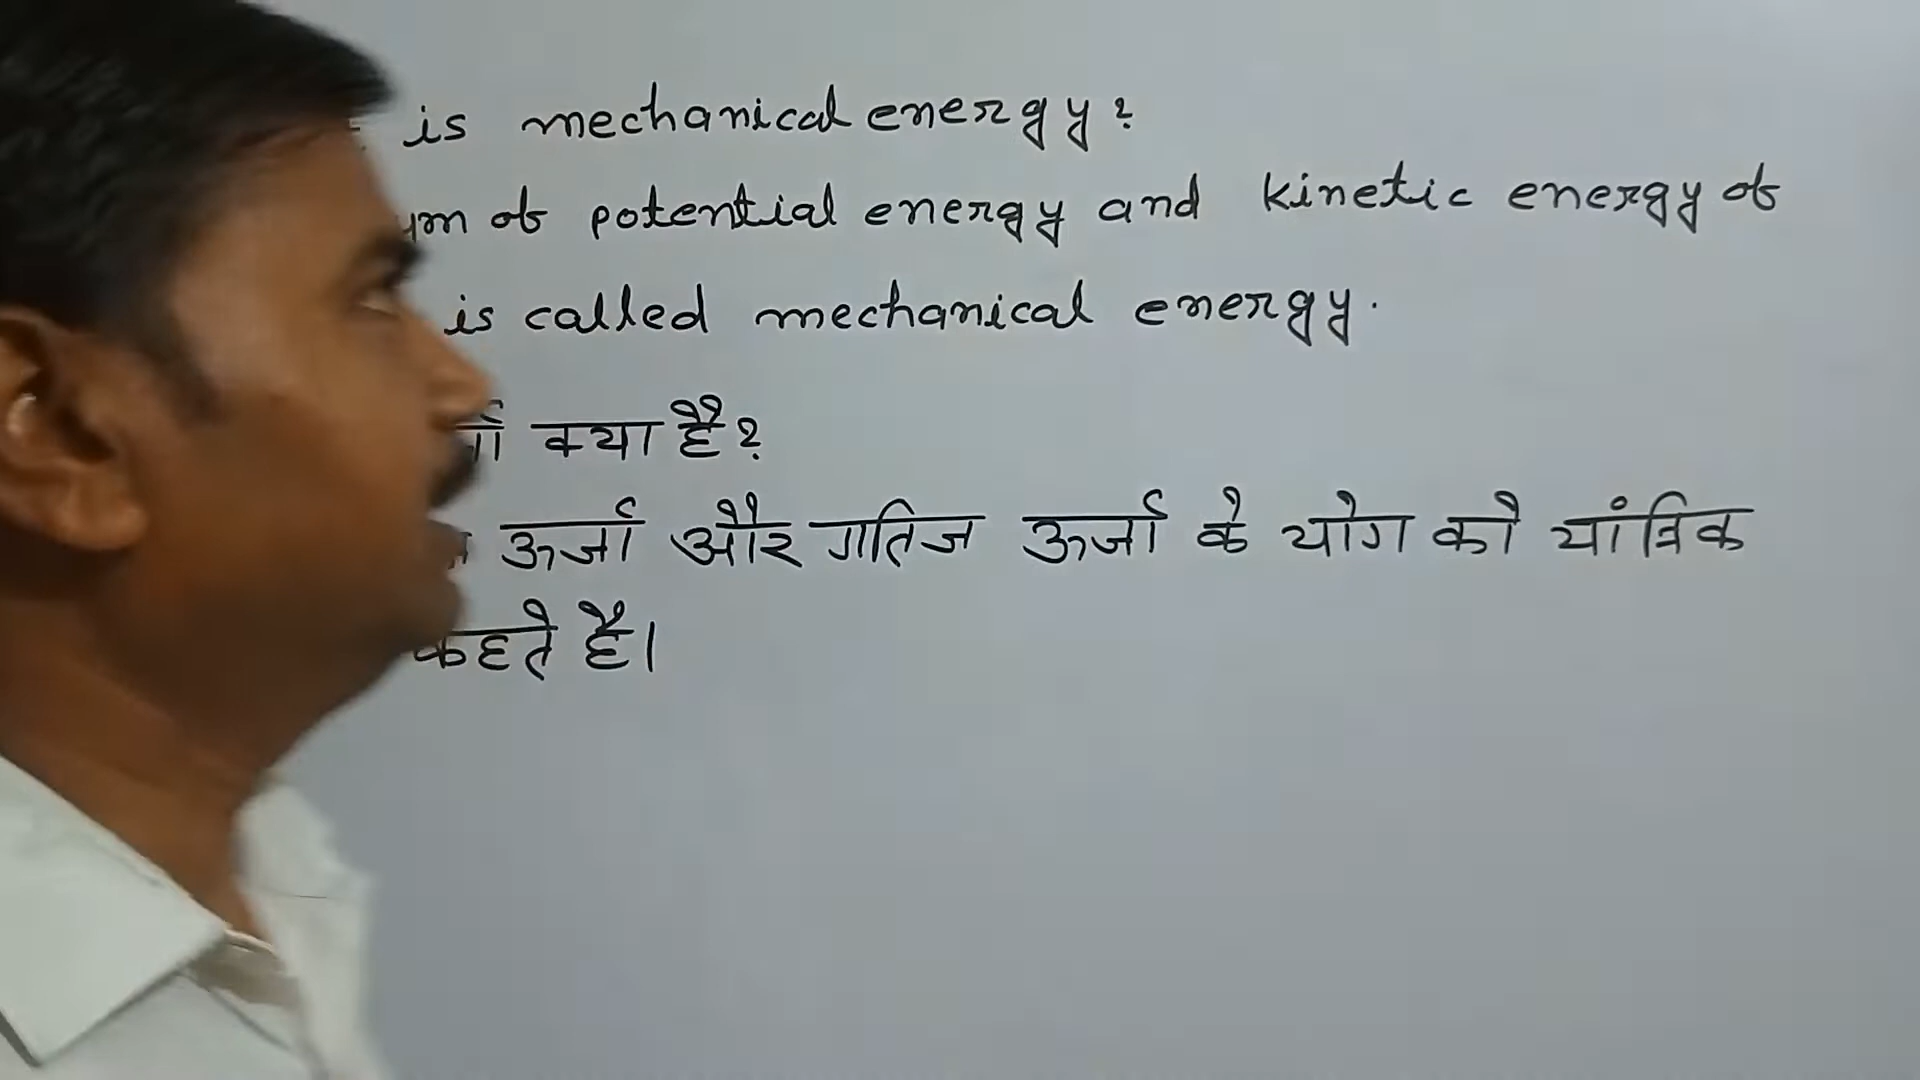 is mechanical energy?
of potential energy and kinetic energy of
is called mechanical energy.
क्या है?
ऊर्जा और गतिज ऊर्जा के योग को यांत्रिक
कहते हैं।